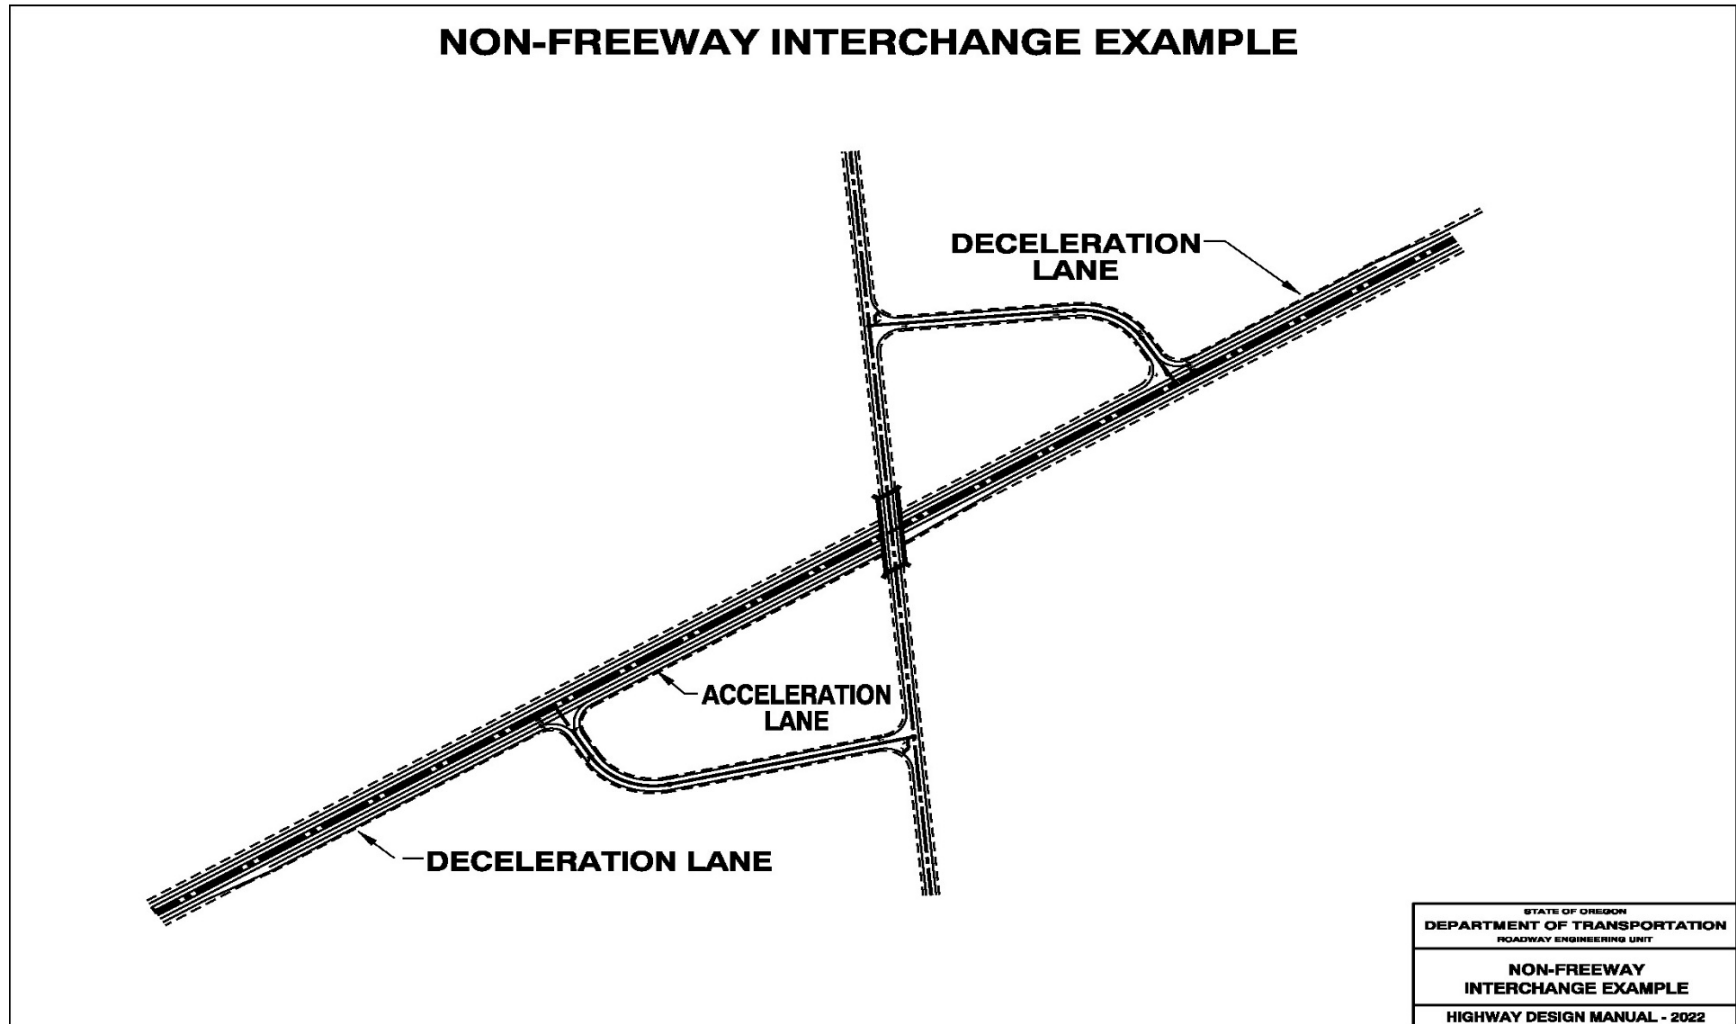 NON-FREEWAY INTERCHANGE EXAMPLE
DECELERATION
LANE
ACCELERATION
LANE
DECELERATION LANE
STATE OF OREGON
DEPARTMENT OF TRANSPORTATION
ROADWAY ENGINEERING UNIT
NON-FREEWAY
INTERCHANGE EXAMPLE
HIGHWAY DESIGN MANUAL - 2022